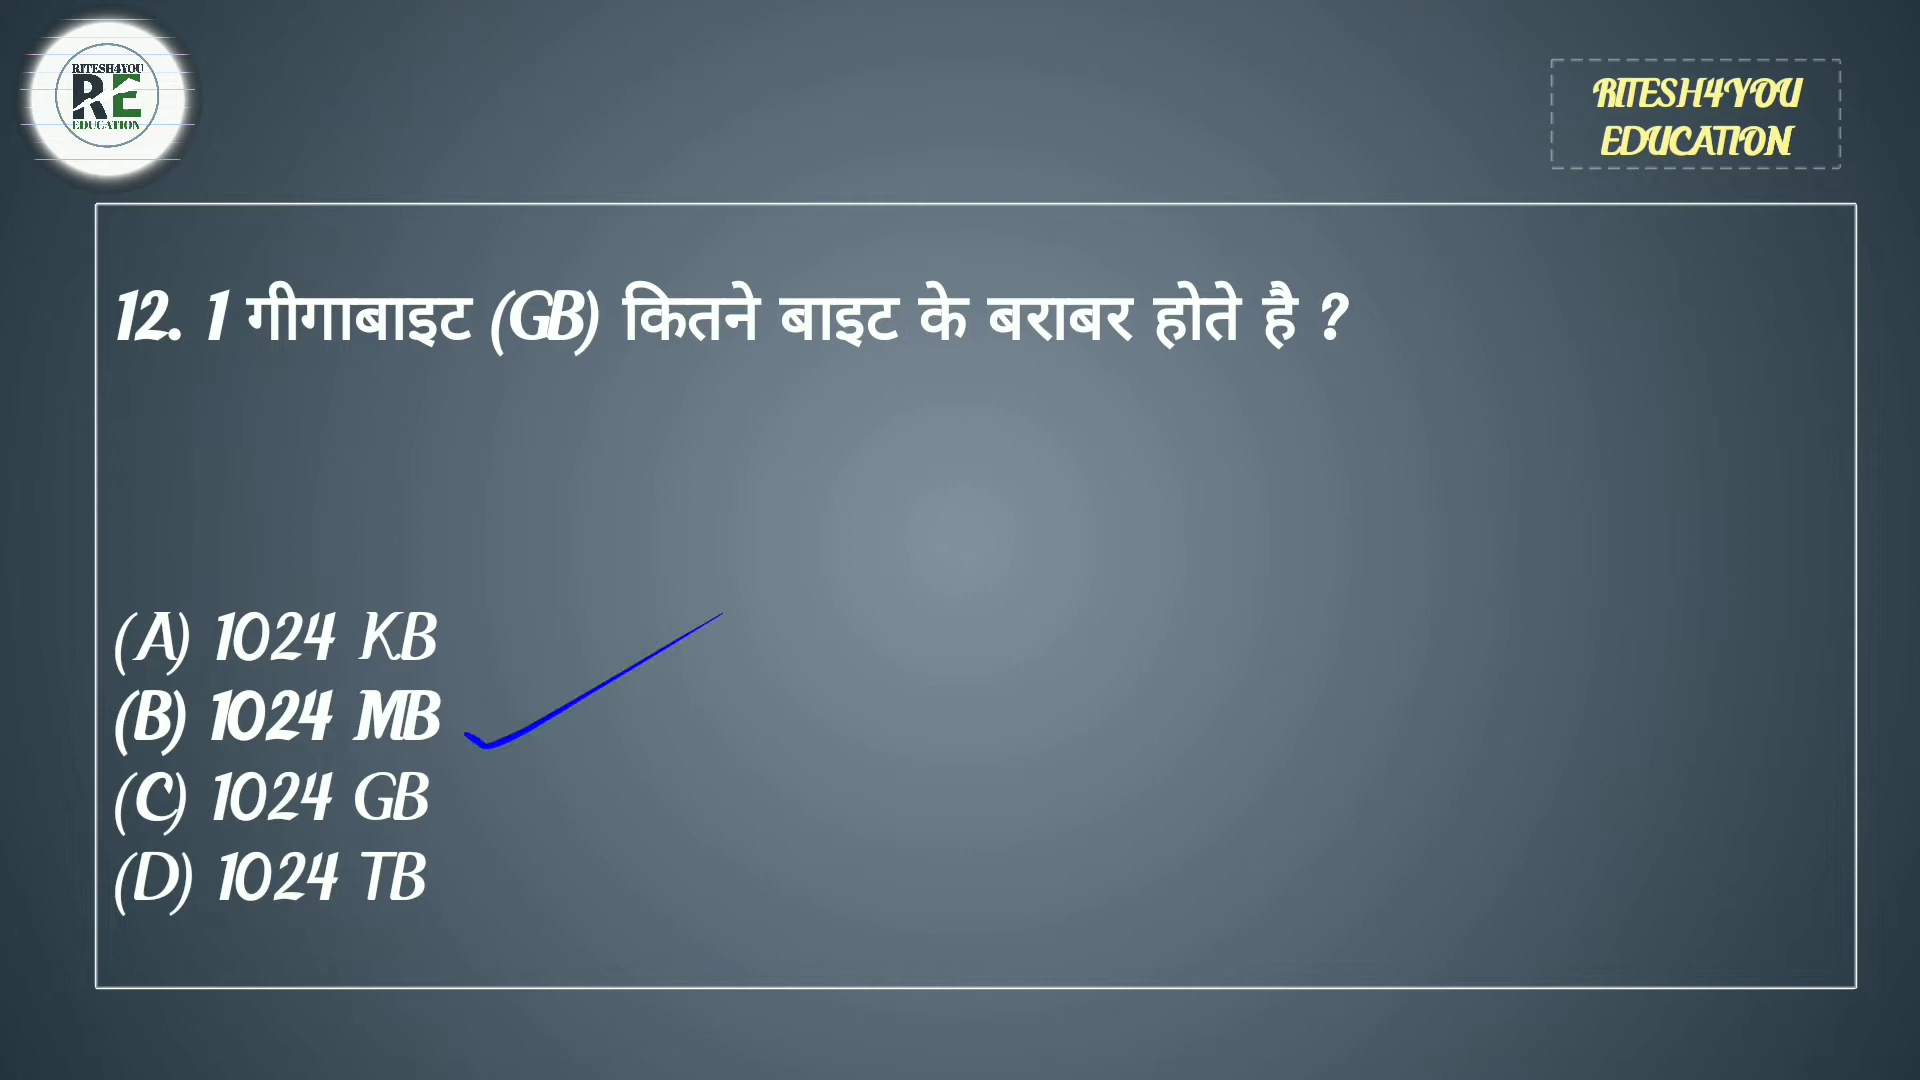 RITESH4YOU
RE
EDUCATION
RITESH4YOU
EDUCATION
12. 1 गीगाबाइट (GB) कितने बाइट के बराबर होते है ?
(A) 1024 KB
(B) 1024 MB
(C) 1024 GB
(D) 1024 TB